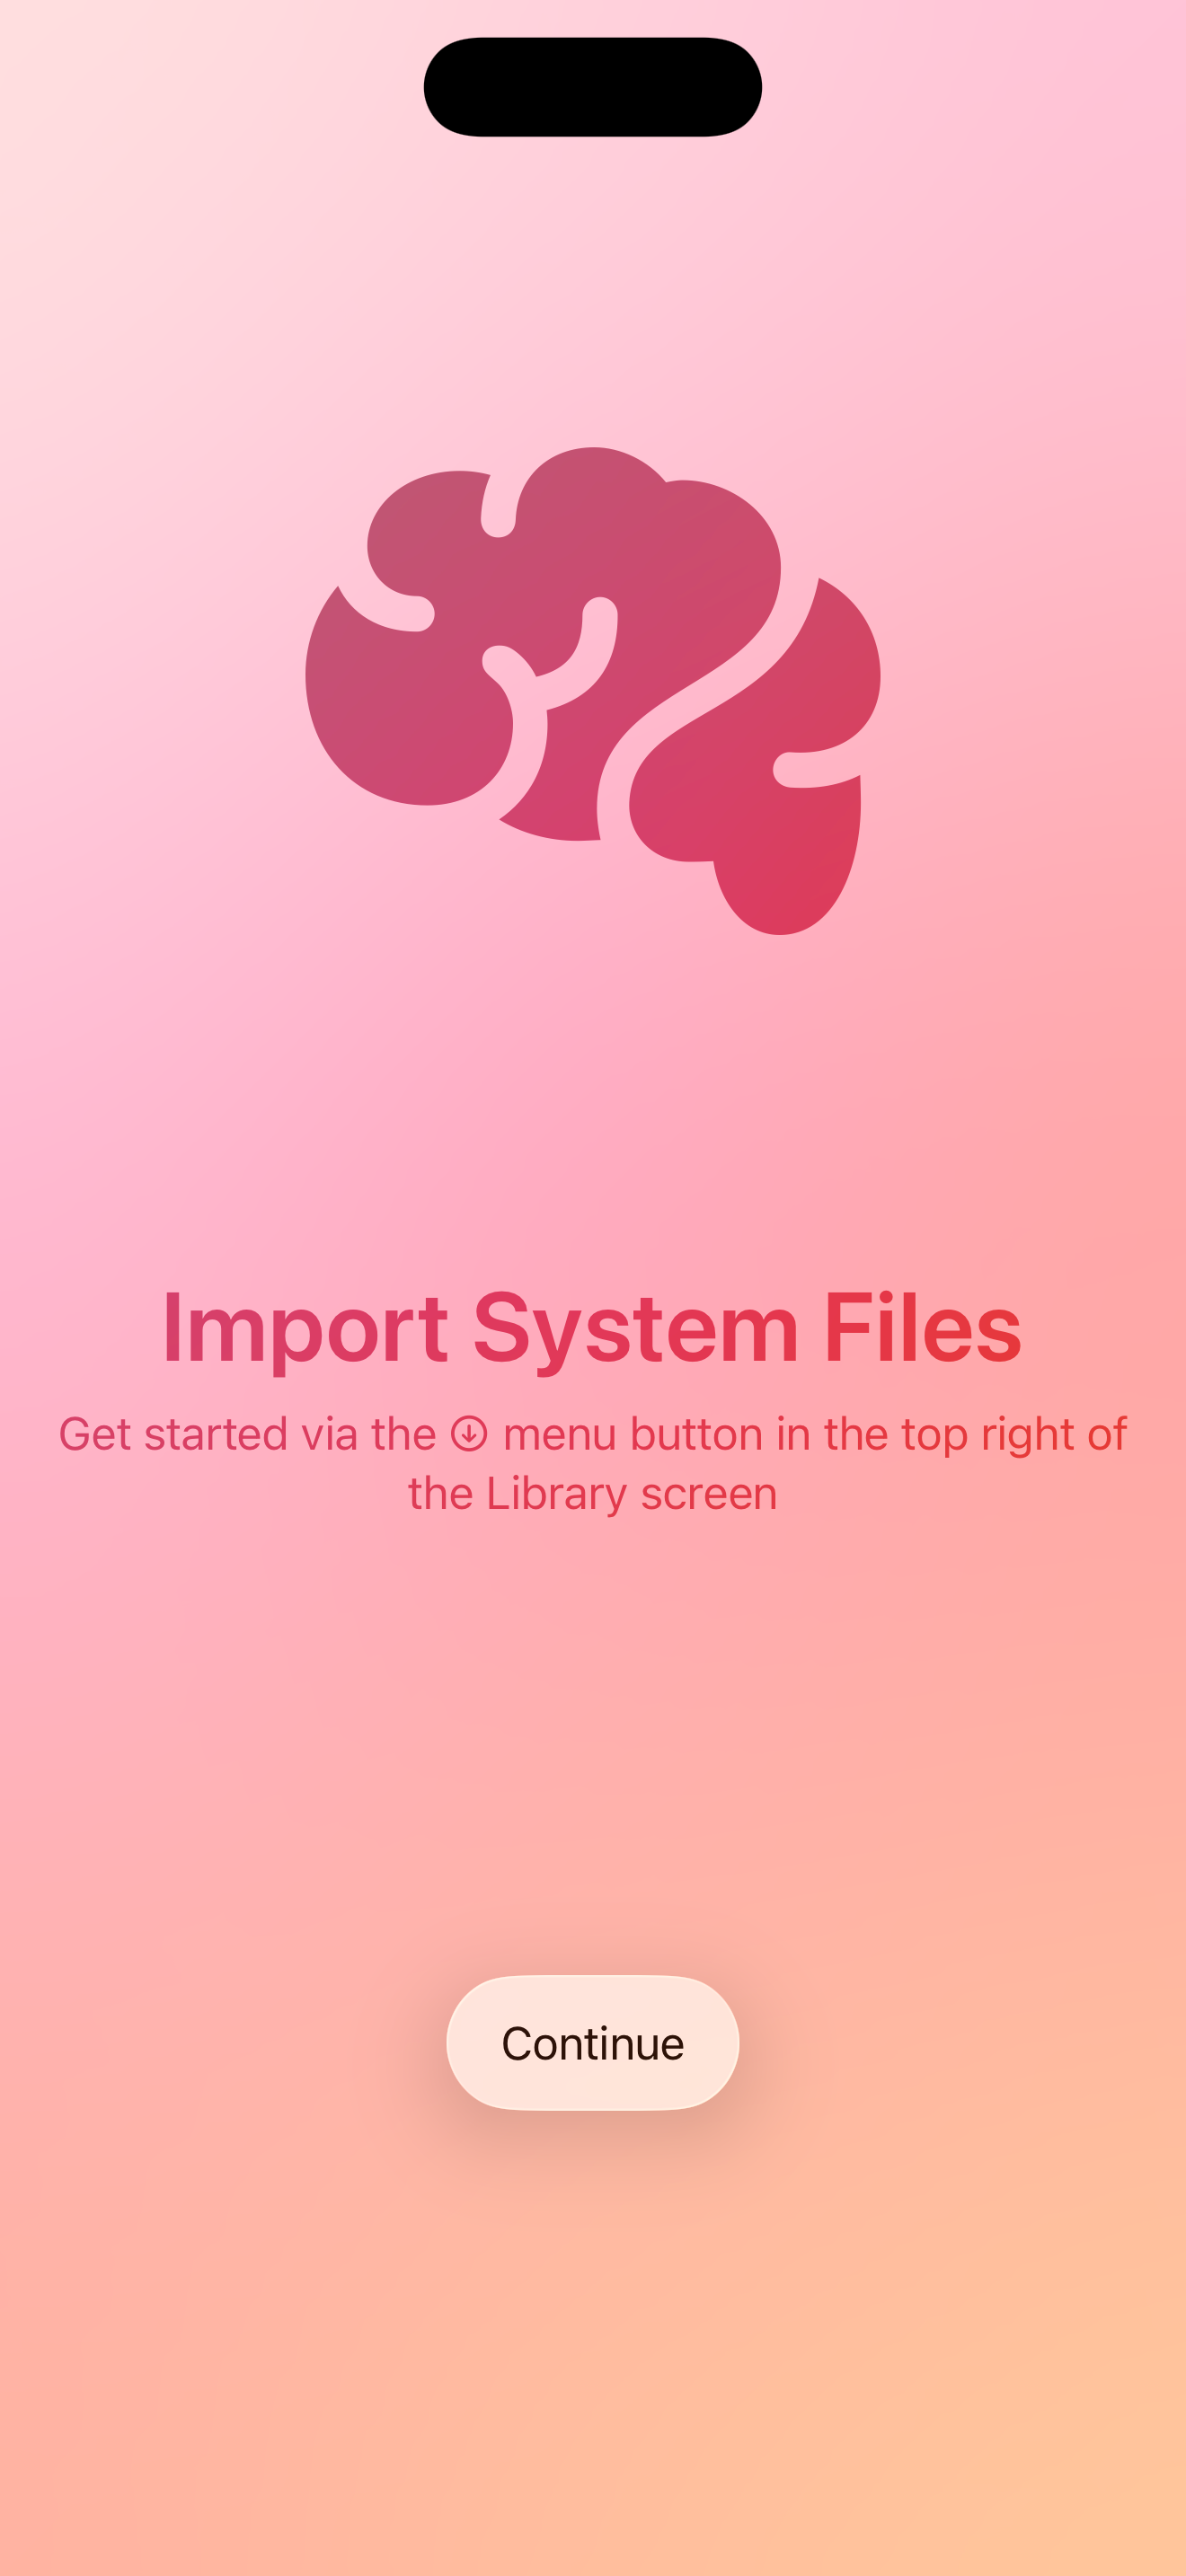 Import System Files
Get started via the menu button in the top right of
the Library screen
Continue